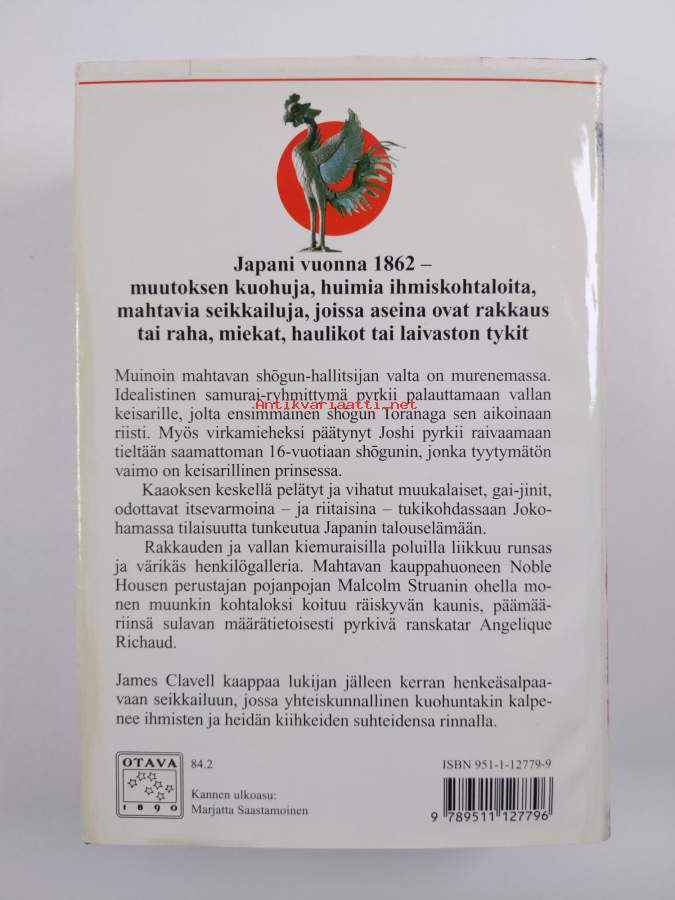 Japani vuonna 1862 –
muutoksen kuohuja, huimia ihmiskohtaloita,
mahtavia seikkailuja, joissa aseina ovat rakkaus
tai raha, miekat, haulikot tai laivaston tykit
Muinoin mahtavan shōgun-hallitsijan valta on murenemassa.
Idealistinen samurai-ryhmittymä pyrkii palauttamaan vallan
keisarille, jolta ensimmäinen shōgun Toranaga sen aikoinaan
Antikvariaatti.net
riisti. Myös virkamieheksi päätynyt Joshi pyrkii raivaamaan
tieltään saamattoman 16-vuotiaan shōgunin, jonka tyytymätön
vaimo on keisarillinen prinsessa.
Kaaoksen keskellä pelätyt ja vihatut muukalaiset, gai-jinit,
odottavat itsevarmoina – ja riitaisina – tukikohdassaan Joko-
hamassa tilaisuutta tunkeutua Japanin talouselämään.
Rakkauden ja vallan kiemuraisilla poluilla liikkuu runsas
ja värikäs henkilögalleria. Mahtavan kauppahuoneen Noble
Housen perustajan pojanpojan Malcolm Struanin ohella mo-
nen muunkin kohtaloksi koituu räiskyvän kaunis, päämää-
riinsä sulavan määrätietoisesti pyrkivä ranskatar Angelique
Richaud.
James Clavell kaappaa lukijan jälleen kerran henkeäsalpaa-
vaan seikkailuun, jossa yhteiskunnallinen kuohuntakin kalpe-
nee ihmisten ja heidän kiihkeiden suhteidensa rinnalla.
OTAVA
1890
84.2
Kannen ulkoasu:
Marjatta Saastamoinen
ISBN 951-1-12779-9
9 789511 127796